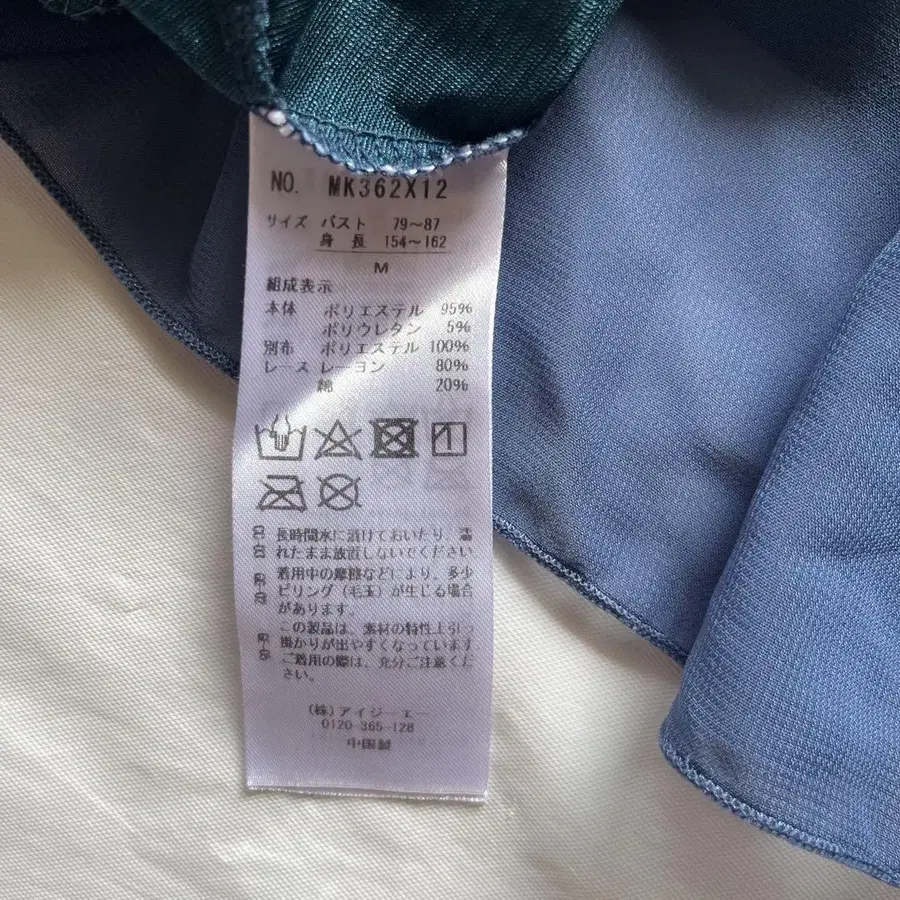 NO. MK362X12
サイズ バスト 79～87
身長 154～162
M
組成表示
本体 ポリエステル 95%
ポリウレタン 5%
別布 ポリエステル 100%
レース レーヨン 80%
綿 20%
長時間水に漬けておいたり、濡
れたまま放置しないでください
着用中の摩擦などにより、多少
ピリング（毛玉）が生じる場合
があります。
この製品は、素材の特性上引っ
掛かりが出やすくなっています
ご着用の際は、充分ご注意くだ
さい。
(株)アイジーエー
0120-365-128
中国製